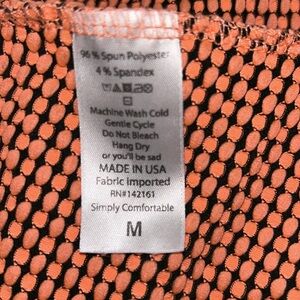 96% Spun Polyester
4% Spandex
Machine Wash Cold
Gentle Cycle
Do Not Bleach
Hang Dry
or you'll be sad
MADE IN USA
Fabric Imported
RN#142161
Simply Comfortable
M